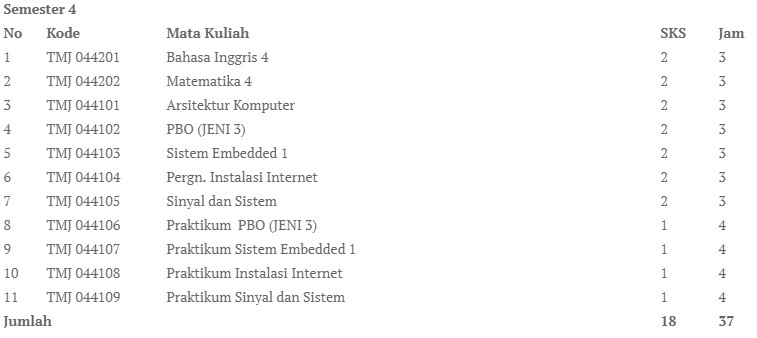 Semester 4
No Kode Mata Kuliah SKS Jam
1 TMJ 044201 Bahasa Inggris 4 2 3
2 TMJ 044202 Matematika 4 2 3
3 TMJ 044101 Arsitektur Komputer 2 3
4 TMJ 044102 PBO (JENI 3) 2 3
5 TMJ 044103 Sistem Embedded 1 2 3
6 TMJ 044104 Pergn. Instalasi Internet 2 3
7 TMJ 044105 Sinyal dan Sistem 2 3
8 TMJ 044106 Praktikum PBO (JENI 3) 1 4
9 TMJ 044107 Praktikum Sistem Embedded 1 1 4
10 TMJ 044108 Praktikum Instalasi Internet 1 4
11 TMJ 044109 Praktikum Sinyal dan Sistem 1 4
Jumlah 18 37